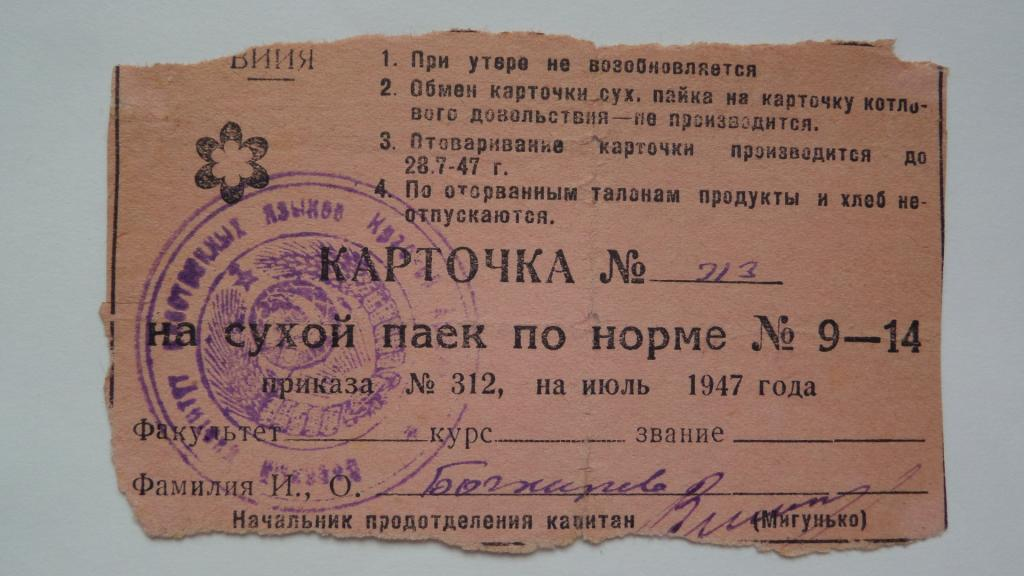 ВИИЯ
1. При утере не возобновляется
2. Обмен карточки сух. пайка на карточку котло-
вого довольствия—не производится.
3. Отоваривание карточки производится до
28.7-47 г.
4. По оторванным талонам продукты и хлеб не-
отпускаются.
КАРТОЧКА № 713
на сухой паек по норме № 9—14
приказа № 312, на июль 1947 года
Факультет курс звание
Фамилия И., О.
Начальник продотделения капитан (Мигунько)
языков